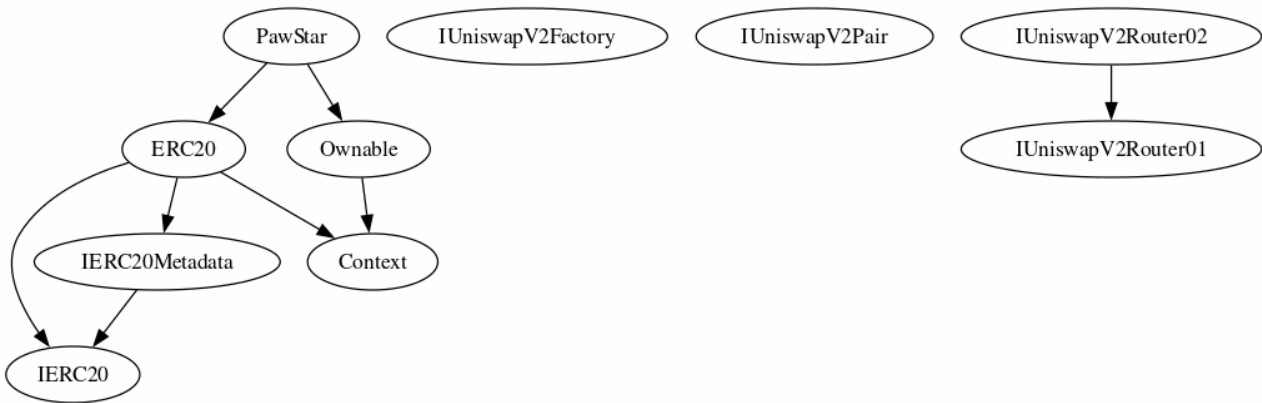 PawStar
IUniswapV2Factory
IUniswapV2Pair
IUniswapV2Router02
ERC20
Ownable
IUniswapV2Router01
IERC20Metadata
Context
IERC20